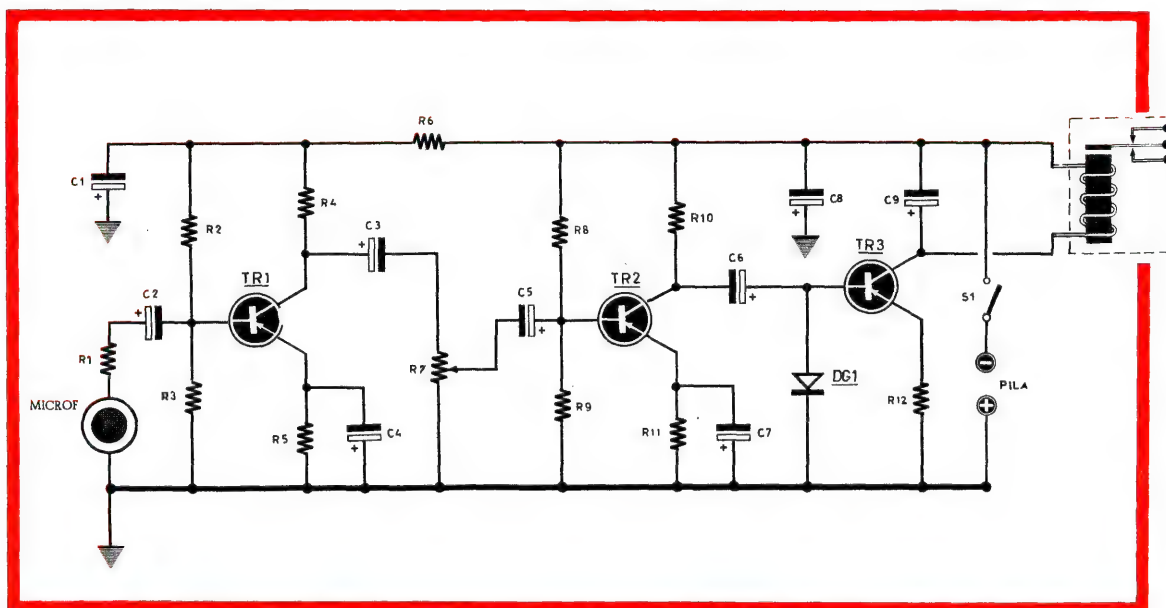 R6
C1
+
R2
R4
C3
+
R8
R10
C8
+
C9
+
TR1
TR2
C6
+
TR3
C2
+
C5
+
S1
R1
R7
MICROF
R3
DG1
R12
−
PILA
+
R5
C4
+
R9
R11
C7
+